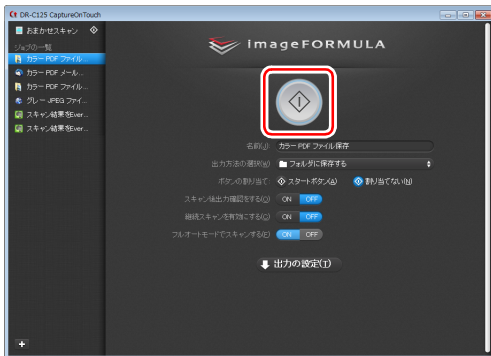 DR-C125 CaptureOnTouch
おまかせスキャン
ジョブの一覧
カラー PDF ファイル...
カラー PDF メール...
カラー PDF ファイル...
グレー JPEG ファイ...
スキャン結果をEver...
スキャン結果をEver...
imageFORMULA
名前(J) カラー PDF ファイル保存
出力方法の選択(W) フォルダに保存する
ボタンの割り当て: スタートボタン(A) 割り当てない(N)
スキャン後出力確認をする(O) ON OFF
継続スキャンを有効にする(C) ON OFF
フルオートモードでスキャンする(F) ON OFF
出力の設定(T)